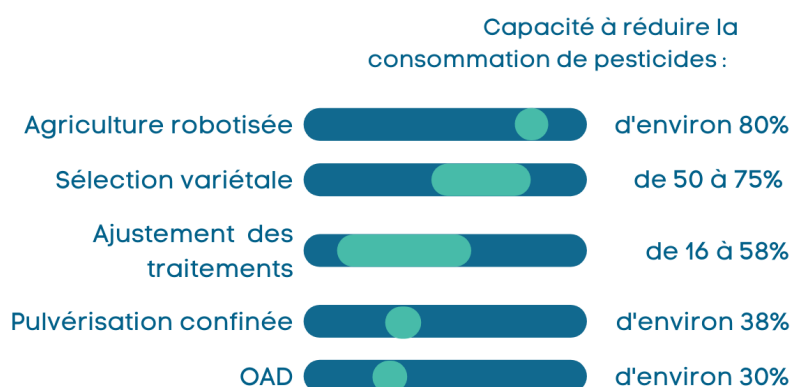 Capacité à réduire la
consommation de pesticides :
Agriculture robotisée d'environ 80%
Sélection variétale de 50 à 75%
Ajustement des
traitements de 16 à 58%
Pulvérisation confinée d'environ 38%
OAD d'environ 30%